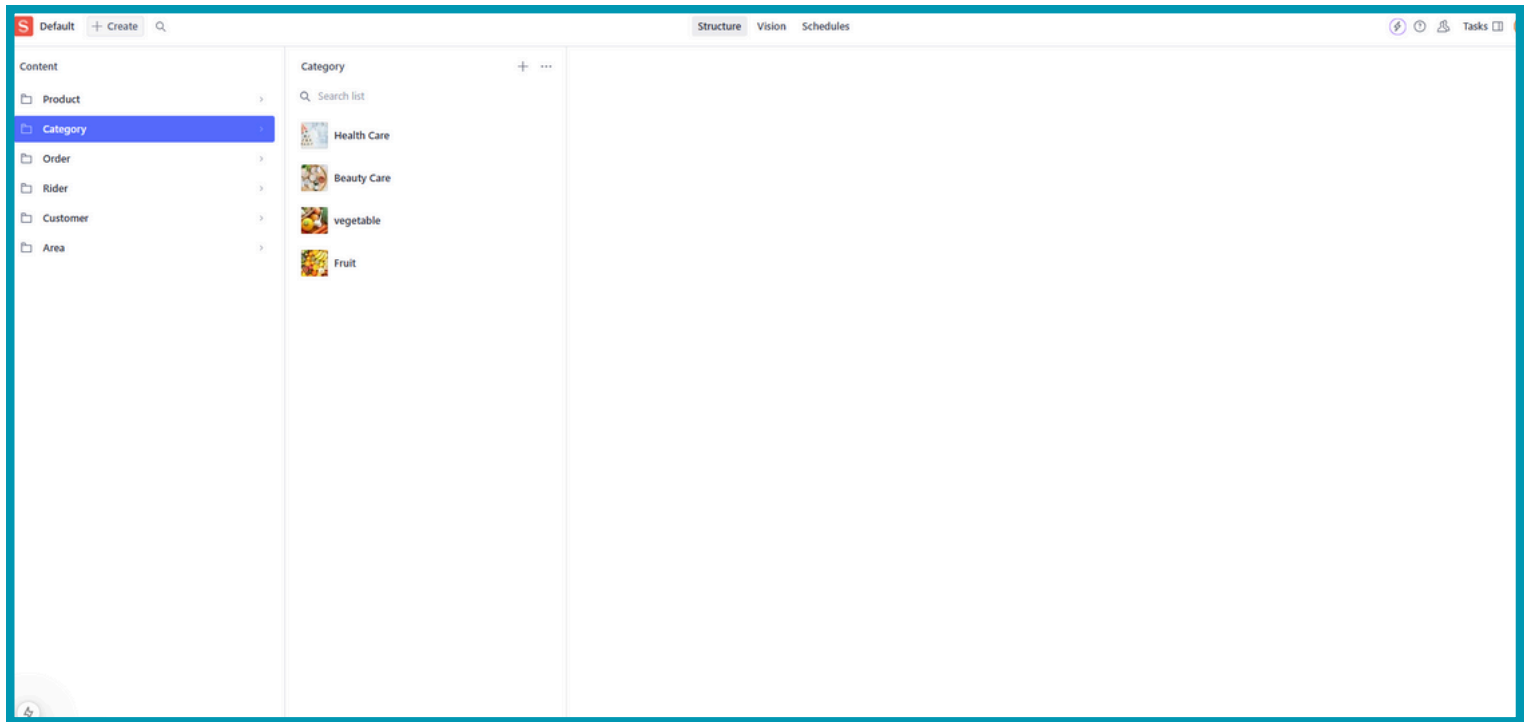 S Default + Create
Structure Vision Schedules
Tasks
Content
Product
Category
Order
Rider
Customer
Area
Category
Search list
Health Care
Beauty Care
vegetable
Fruit